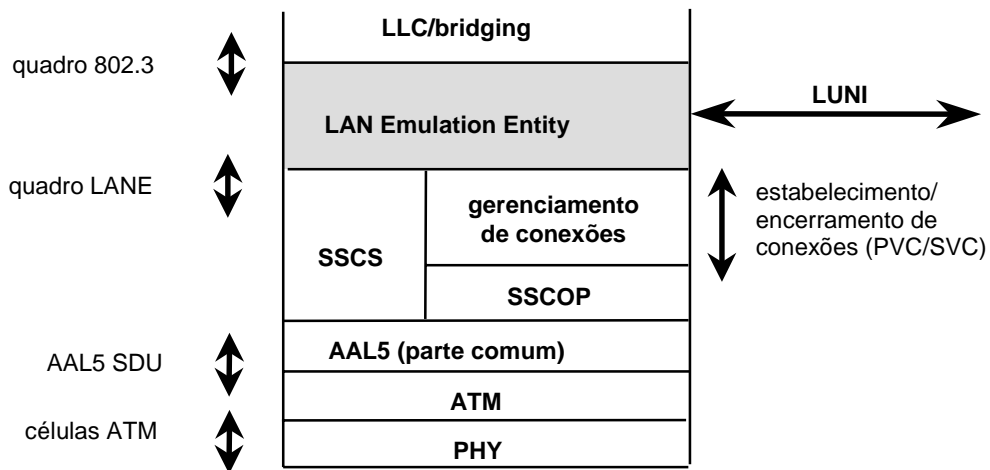 LLC/bridging
quadro 802.3
LUNI
LAN Emulation Entity
quadro LANE
estabelecimento/
encerramento de
conexões (PVC/SVC)
gerenciamento
de conexões
SSCS
SSCOP
AAL5 (parte comum)
AAL5 SDU
ATM
células ATM
PHY